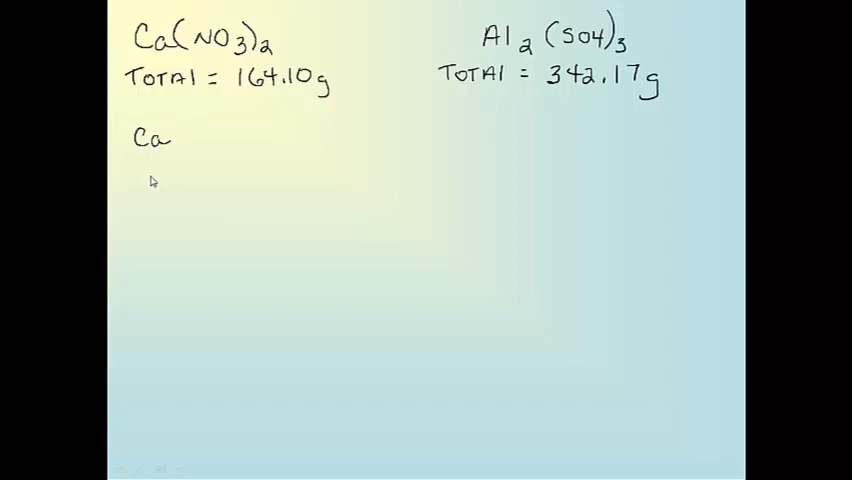 Ca(NO3)2
TOTAl = 164.10g
Ca
Al2(SO4)3
TOTAl = 342.17g